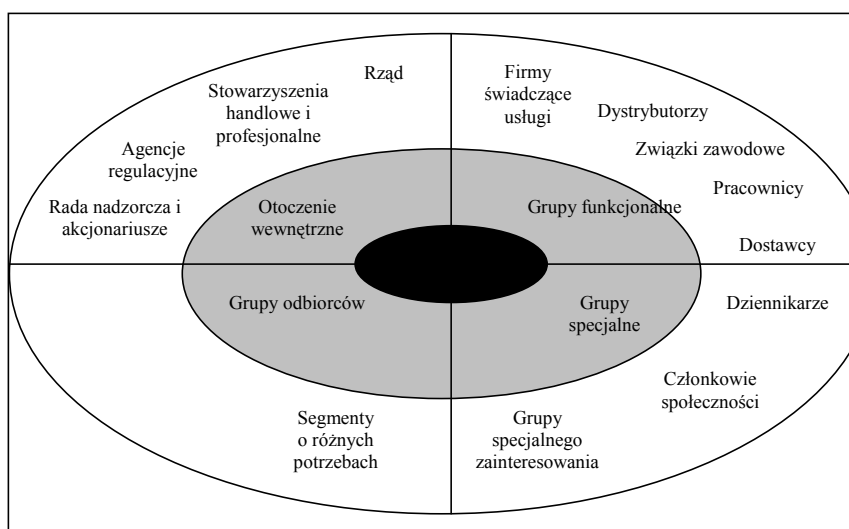 Rząd
Stowarzyszenia
handlowe i
profesjonalne
Agencje
regulacyjne
Rada nadzorcza i
akcjonariusze
Otoczenie
wewnętrzne
Firmy
świadczące
usługi
Dystrybutorzy
Związki zawodowe
Pracownicy
Grupy funkcjonalne
Dostawcy
Grupy odbiorców
Grupy
specjalne
Dziennikarze
Członkowie
społeczności
Segmenty
o różnych
potrzebach
Grupy
specjalnego
zainteresowania